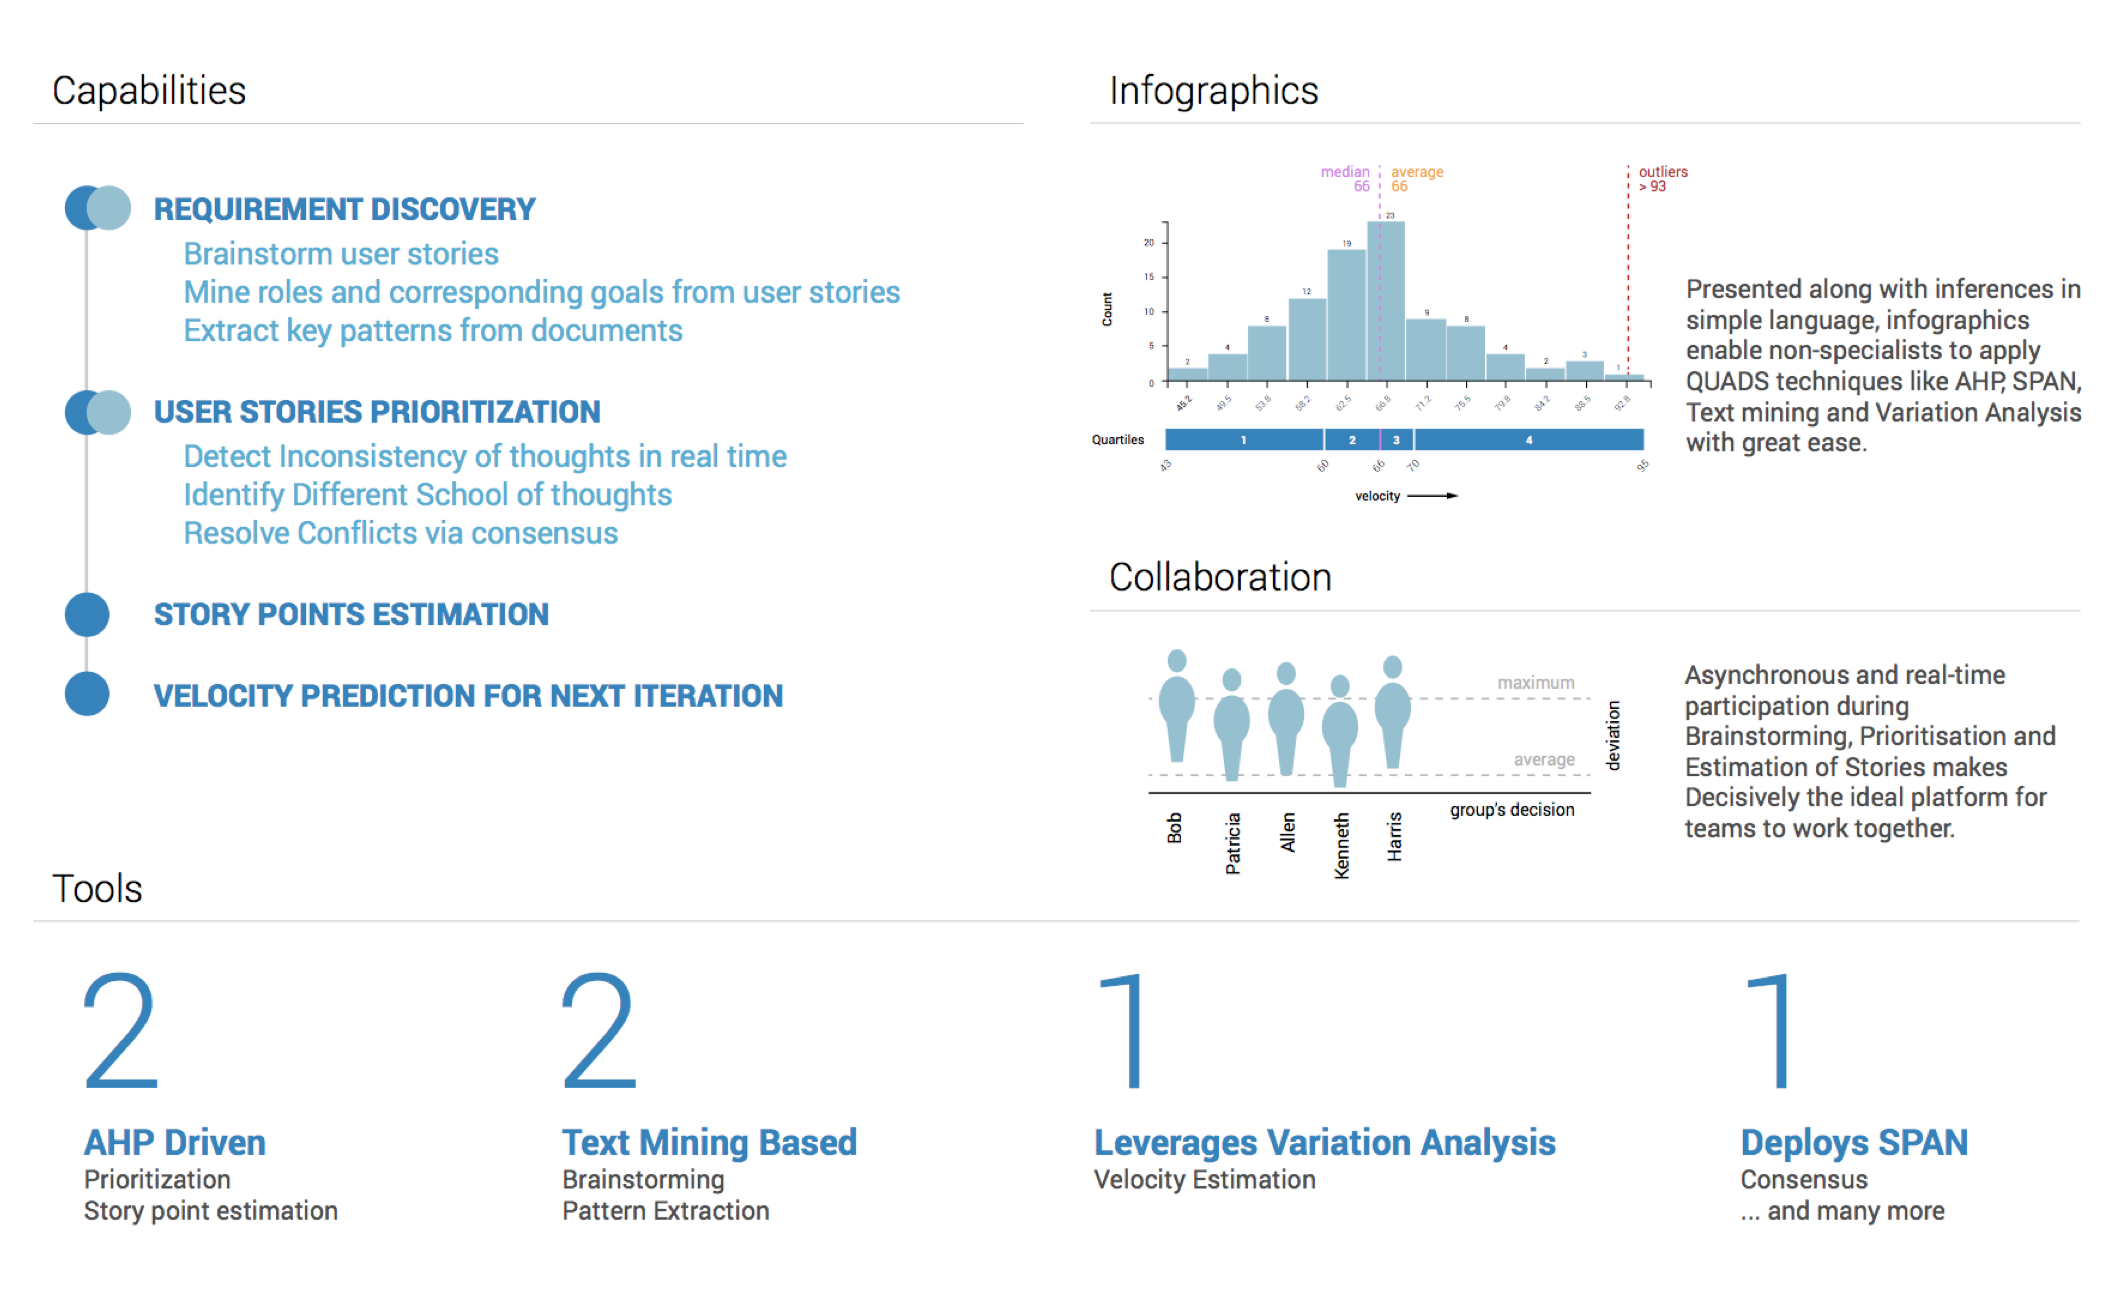 Capabilities
REQUIREMENT DISCOVERY
Brainstorm user stories
Mine roles and corresponding goals from user stories
Extract key patterns from documents
USER STORIES PRIORITIZATION
Detect Inconsistency of thoughts in real time
Identify Different School of thoughts
Resolve Conflicts via consensus
STORY POINTS ESTIMATION
VELOCITY PREDICTION FOR NEXT ITERATION
Infographics
median average outliers
66 66 > 93
Count
20
15
10
5
0
2 4 8 12 19 23 9 8 4 2 3 1
45.2 49.5 53.8 58.2 62.5 66.8 71.2 75.5 79.8 84.2 88.5 92.8
Quartiles 1 2 3 4
43 60 66 70 95
velocity
Presented along with inferences in
simple language, infographics
enable non-specialists to apply
QUADS techniques like AHP, SPAN,
Text mining and Variation Analysis
with great ease.
Collaboration
maximum
average
deviation
group's decision
Bob Patricia Allen Kenneth Harris
Asynchronous and real-time
participation during
Brainstorming, Prioritisation and
Estimation of Stories makes
Decisively the ideal platform for
teams to work together.
Tools
2
AHP Driven
Prioritization
Story point estimation
2
Text Mining Based
Brainstorming
Pattern Extraction
1
Leverages Variation Analysis
Velocity Estimation
1
Deploys SPAN
Consensus
... and many more